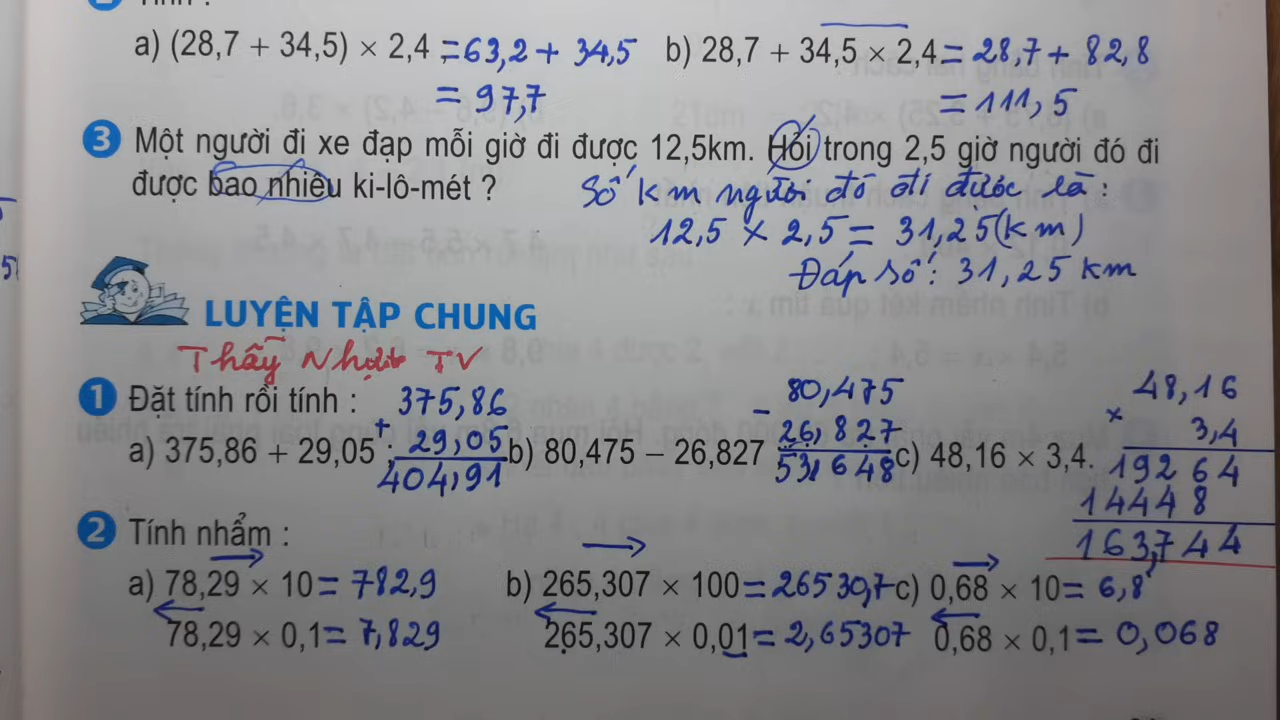 Tính :
a) (28,7 + 34,5) × 2,4 = 63,2 + 34,5
= 97,7
b) 28,7 + 34,5 × 2,4 = 28,7 + 82,8
= 111,5
3 Một người đi xe đạp mỗi giờ đi được 12,5km. Hỏi trong 2,5 giờ người đó đi
được bao nhiêu ki-lô-mét ?
Số km người đó đi được là :
12,5 × 2,5 = 31,25(km)
Đáp số : 31,25 km
LUYỆN TẬP CHUNG
Thầy Nhựt TV
1 Đặt tính rồi tính :
a) 375,86 + 29,05 ;
375,86
+
29,05
404,91
b) 80,475 – 26,827
80,475
–
26,827
53,648
c) 48,16 × 3,4.
48,16
×
3,4
19264
14448
163,744
2 Tính nhẩm :
a) 78,29 × 10 = 782,9
78,29 × 0,1 = 7,829
b) 265,307 × 100 = 26530,7
265,307 × 0,01 = 2,65307
c) 0,68 × 10 = 6,8
0,68 × 0,1 = 0,068